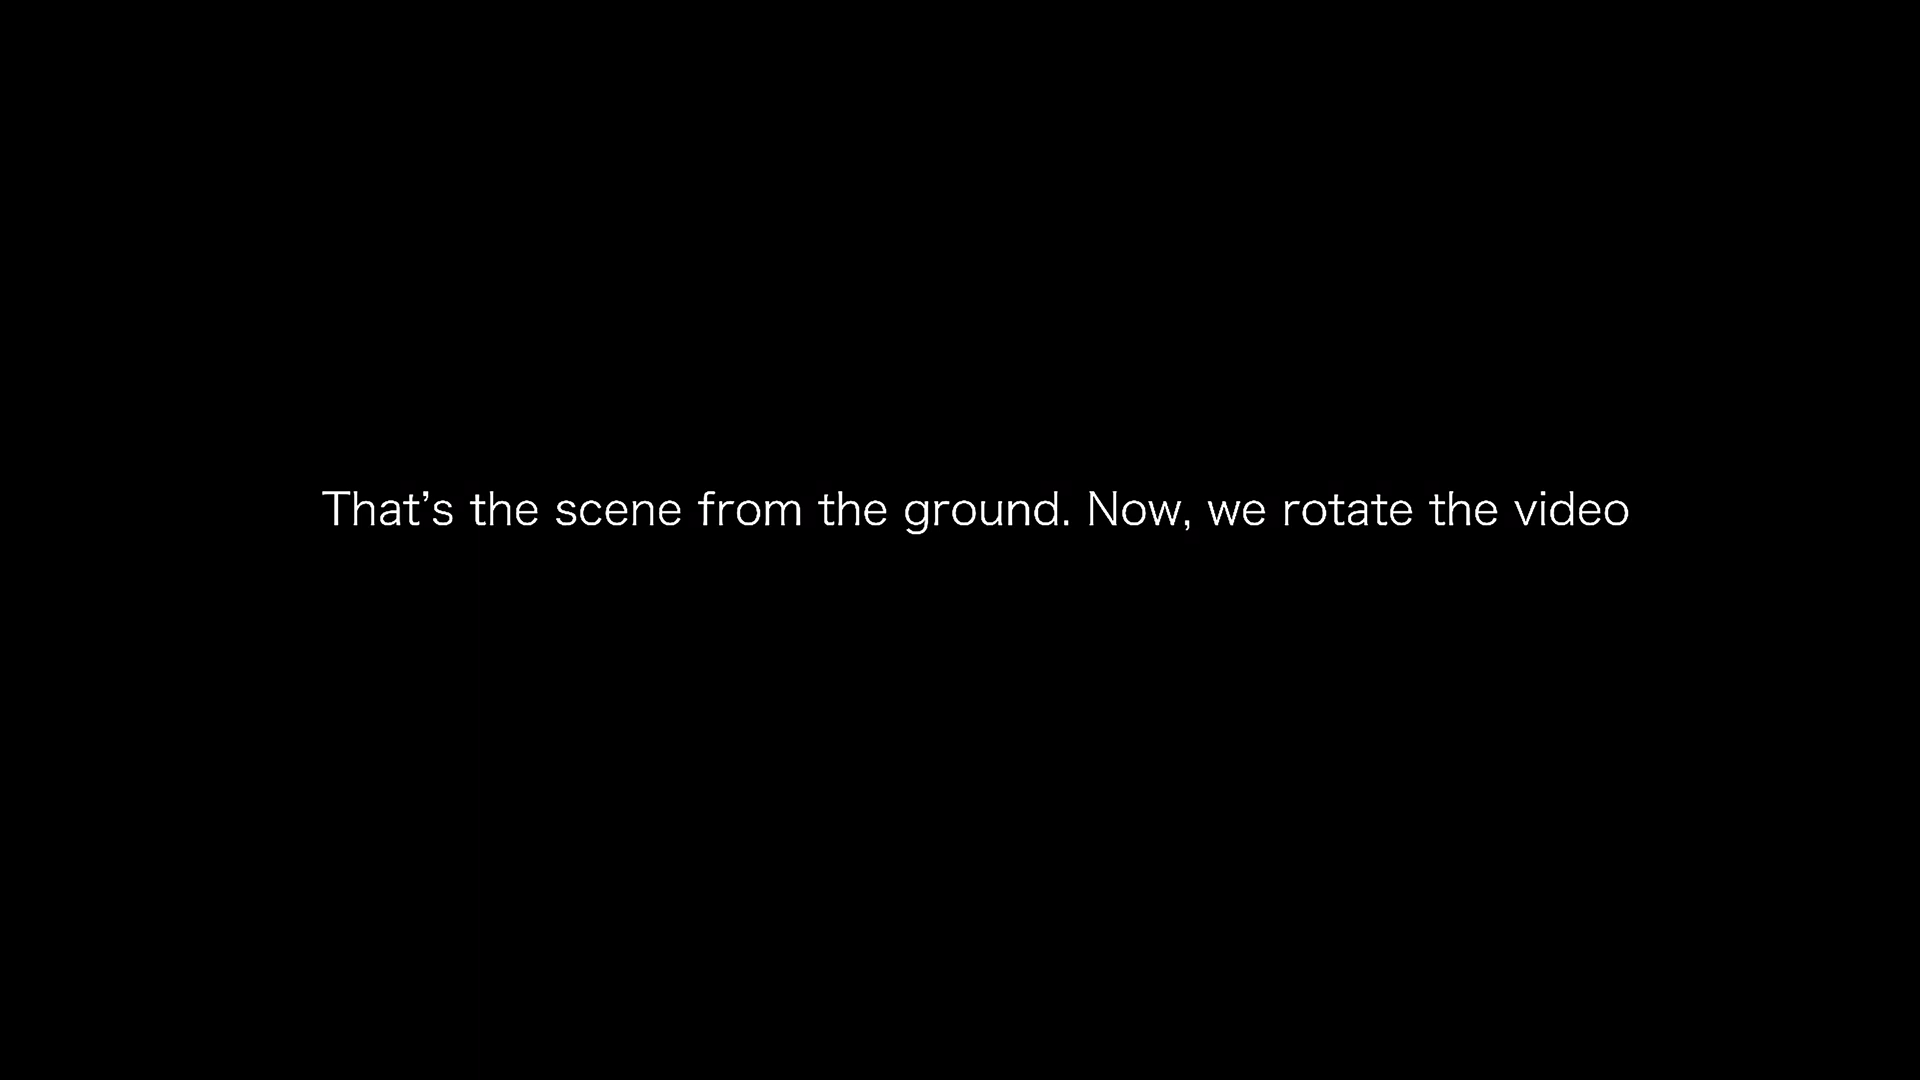 That’s the scene from the ground. Now, we rotate the video